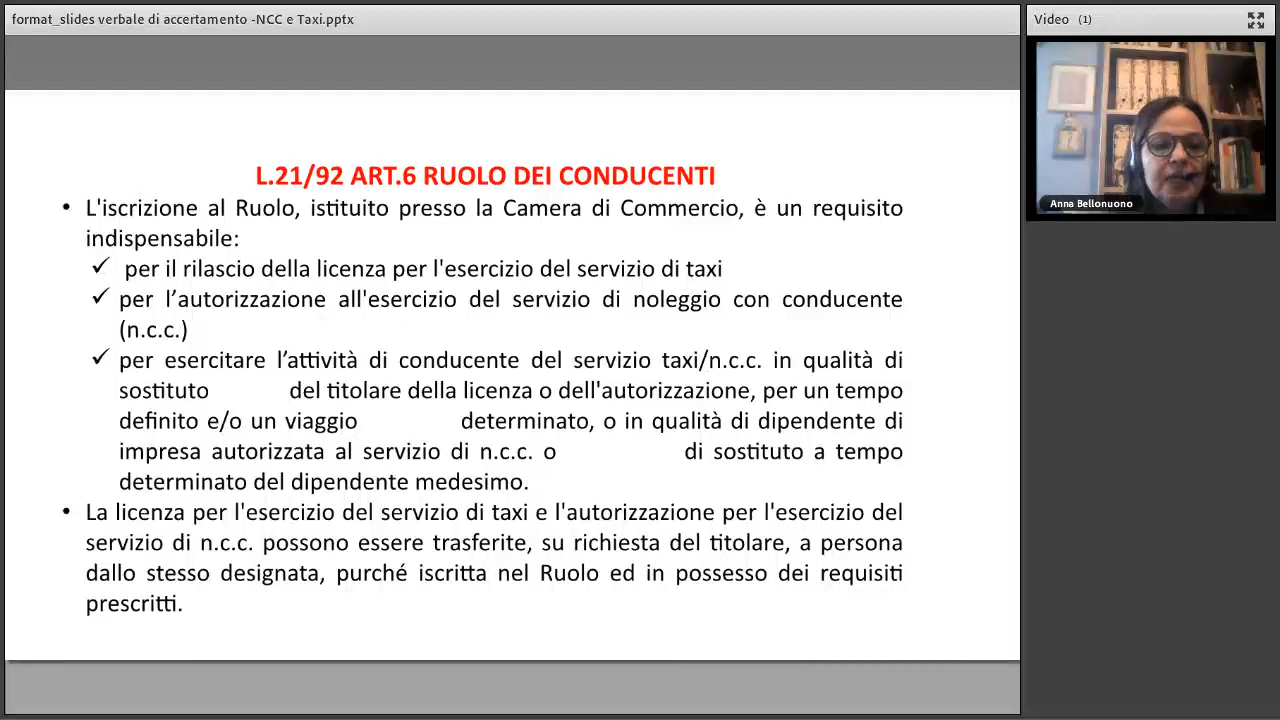 format_slides verbale di accertamento -NCC e Taxi.pptx
Video (1)
Anna Bellonuono
L.21/92 ART.6 RUOLO DEI CONDUCENTI
• L'iscrizione al Ruolo, istituito presso la Camera di Commercio, è un requisito
indispensabile:
✓ per il rilascio della licenza per l'esercizio del servizio di taxi
✓ per l’autorizzazione all'esercizio del servizio di noleggio con conducente
(n.c.c.)
✓ per esercitare l’attività di conducente del servizio taxi/n.c.c. in qualità di
sostituto del titolare della licenza o dell'autorizzazione, per un tempo
definito e/o un viaggio determinato, o in qualità di dipendente di
impresa autorizzata al servizio di n.c.c. o di sostituto a tempo
determinato del dipendente medesimo.
• La licenza per l'esercizio del servizio di taxi e l'autorizzazione per l'esercizio del
servizio di n.c.c. possono essere trasferite, su richiesta del titolare, a persona
dallo stesso designata, purché iscritta nel Ruolo ed in possesso dei requisiti
prescritti.